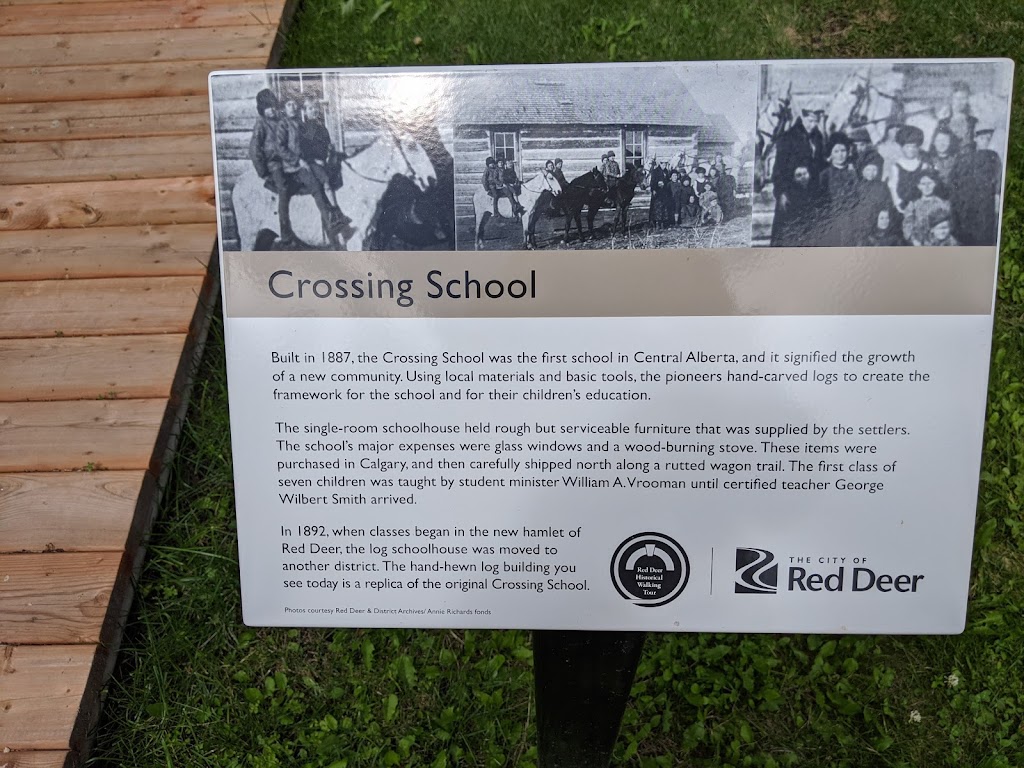 Crossing School
Built in 1887, the Crossing School was the first school in Central Alberta, and it signified the growth
of a new community. Using local materials and basic tools, the pioneers hand-carved logs to create the
framework for the school and for their children's education.
The single-room schoolhouse held rough but serviceable furniture that was supplied by the settlers.
The school's major expenses were glass windows and a wood-burning stove. These items were
purchased in Calgary, and then carefully shipped north along a rutted wagon trail. The first class of
seven children was taught by student minister William A. Vrooman until certified teacher George
Wilbert Smith arrived.
In 1892, when classes began in the new hamlet of
Red Deer, the log schoolhouse was moved to
another district. The hand-hewn log building you
see today is a replica of the original Crossing School.
Photos courtesy Red Deer & District Archives/ Annie Richards fonds
Red Deer
Historical
Walking
Tour
THE CITY OF
Red Deer